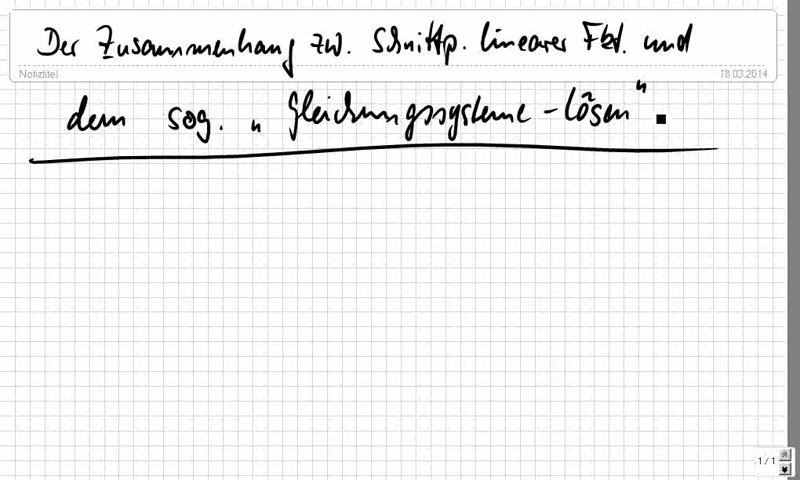 Der Zusammenhang zw. Schnittp. linearer Fkt. und
Notiztitel
18.03.2014
dem sog. „Gleichungssysteme-lösen".
1/1